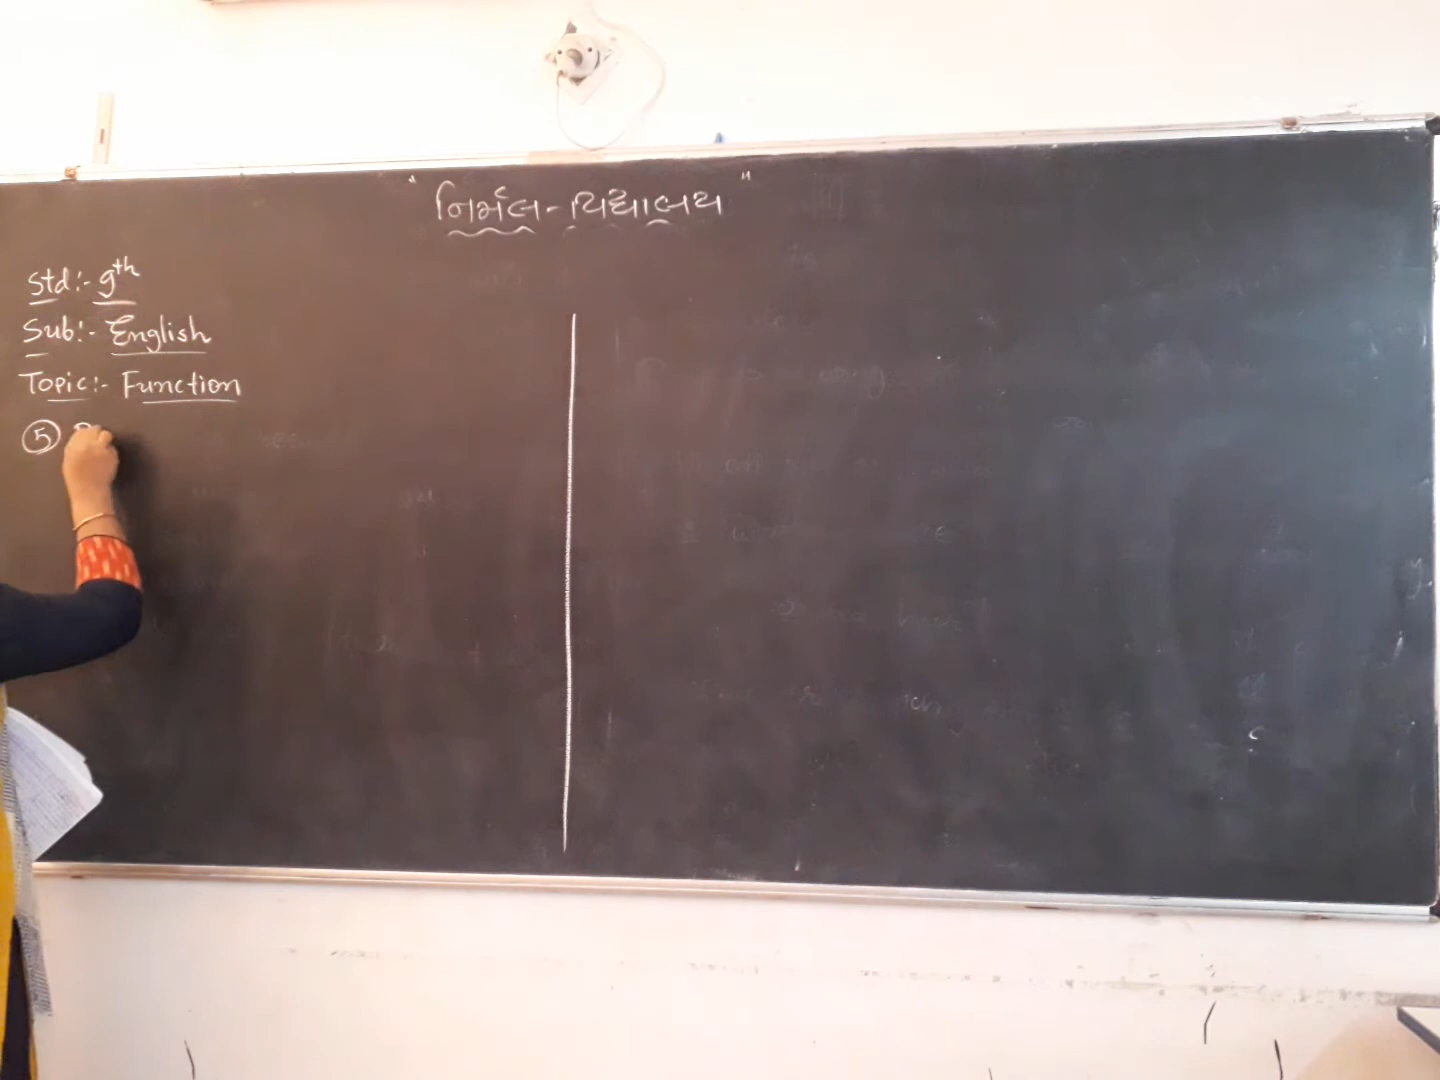 "નિર્મલ-વિદ્યાલય"
Std:- 9th
Sub:- English
Topic:- Function
⑤